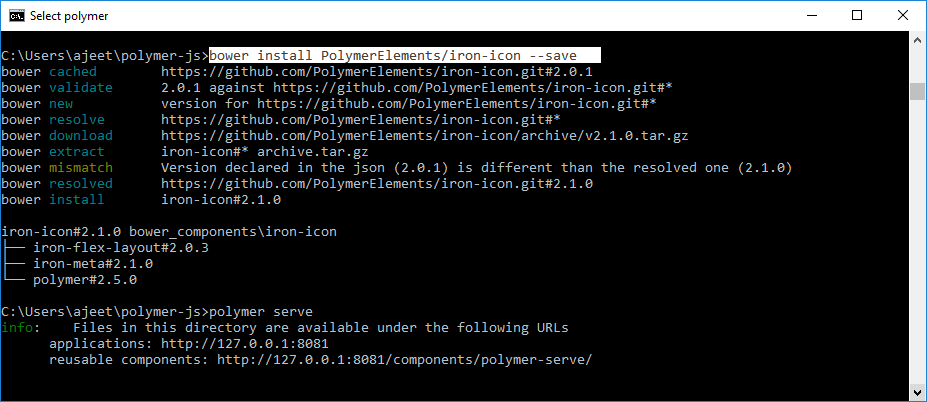 Select polymer
C:\Users\ajeet\polymer-js>bower install PolymerElements/iron-icon --save
bower cached        https://github.com/PolymerElements/iron-icon.git#2.0.1
bower validate      2.0.1 against https://github.com/PolymerElements/iron-icon.git#*
bower new           version for https://github.com/PolymerElements/iron-icon.git#*
bower resolve       https://github.com/PolymerElements/iron-icon.git#*
bower download      https://github.com/PolymerElements/iron-icon/archive/v2.1.0.tar.gz
bower extract       iron-icon#* archive.tar.gz
bower mismatch      Version declared in the json (2.0.1) is different than the resolved one (2.1.0)
bower resolved      https://github.com/PolymerElements/iron-icon.git#2.1.0
bower install       iron-icon#2.1.0
iron-icon#2.1.0 bower_components\iron-icon
├── iron-flex-layout#2.0.3
├── iron-meta#2.1.0
└── polymer#2.5.0
C:\Users\ajeet\polymer-js>polymer serve
info:    Files in this directory are available under the following URLs
      applications: http://127.0.0.1:8081
      reusable components: http://127.0.0.1:8081/components/polymer-serve/